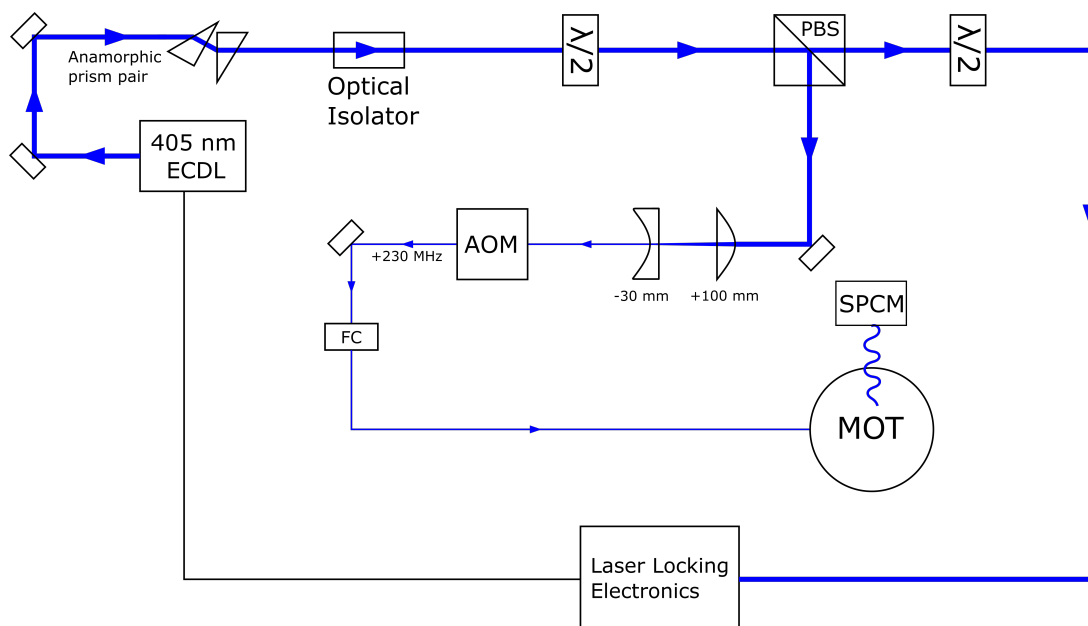 PBS
λ/2
λ/2
Anamorphic
prism pair
Optical
Isolator
405 nm
ECDL
AOM
+230 MHz
-30 mm
+100 mm
SPCM
FC
MOT
Laser Locking
Electronics